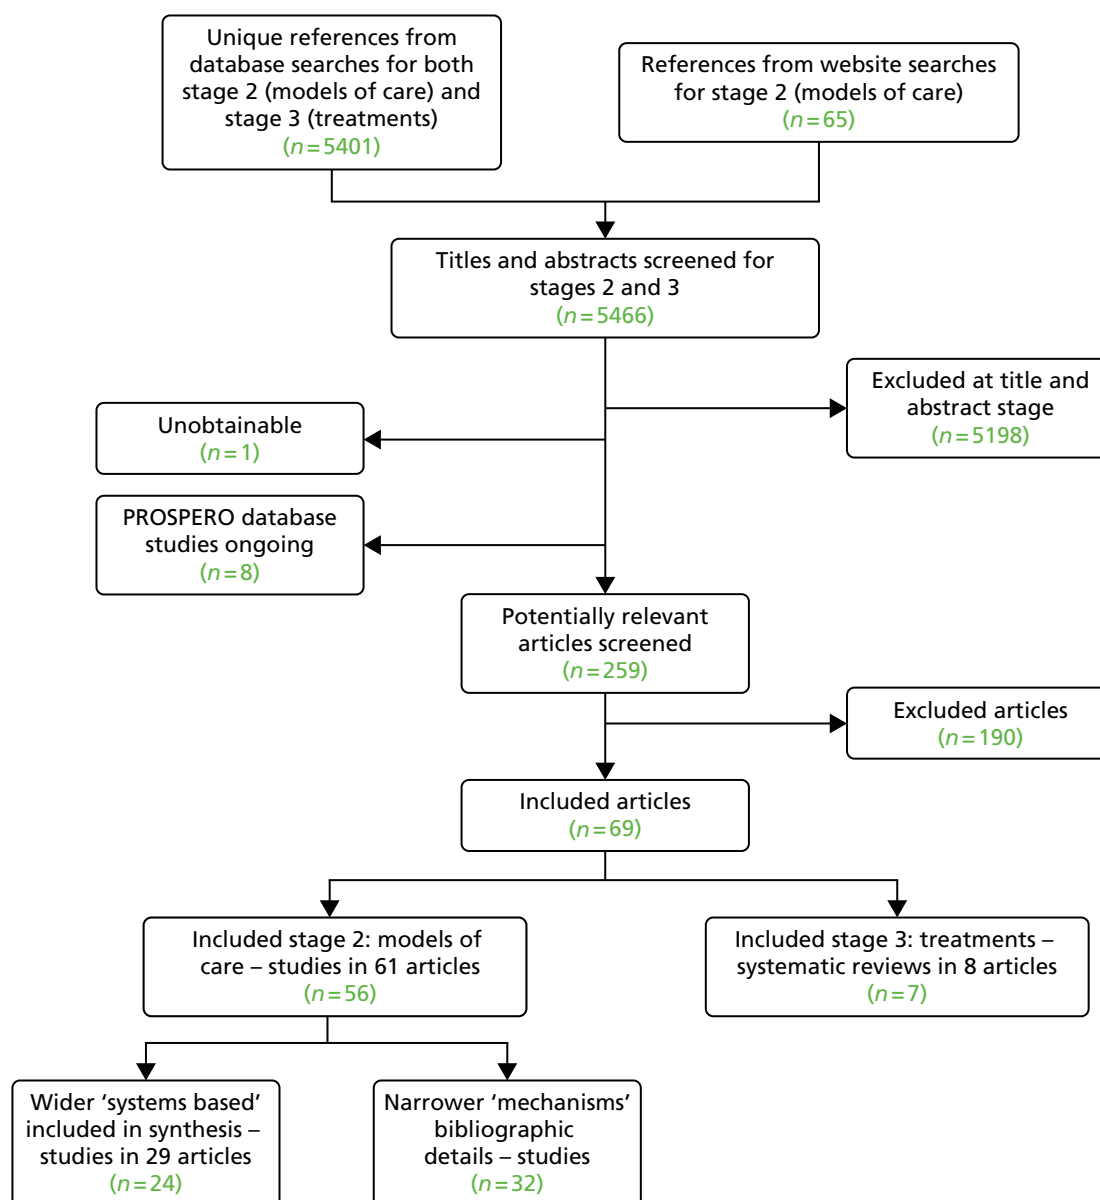 Unique references from
database searches for both
stage 2 (models of care) and
stage 3 (treatments)
(n=5401)
References from website searches
for stage 2 (models of care)
(n=65)
Titles and abstracts screened for
stages 2 and 3
(n=5466)
Excluded at title and
abstract stage
(n=5198)
Unobtainable
(n=1)
PROSPERO database
studies ongoing
(n=8)
Potentially relevant
articles screened
(n=259)
Excluded articles
(n=190)
Included articles
(n=69)
Included stage 2: models of
care – studies in 61 articles
(n=56)
Included stage 3: treatments –
systematic reviews in 8 articles
(n=7)
Wider ‘systems based’
included in synthesis –
studies in 29 articles
(n=24)
Narrower ‘mechanisms’
bibliographic
details – studies
(n=32)